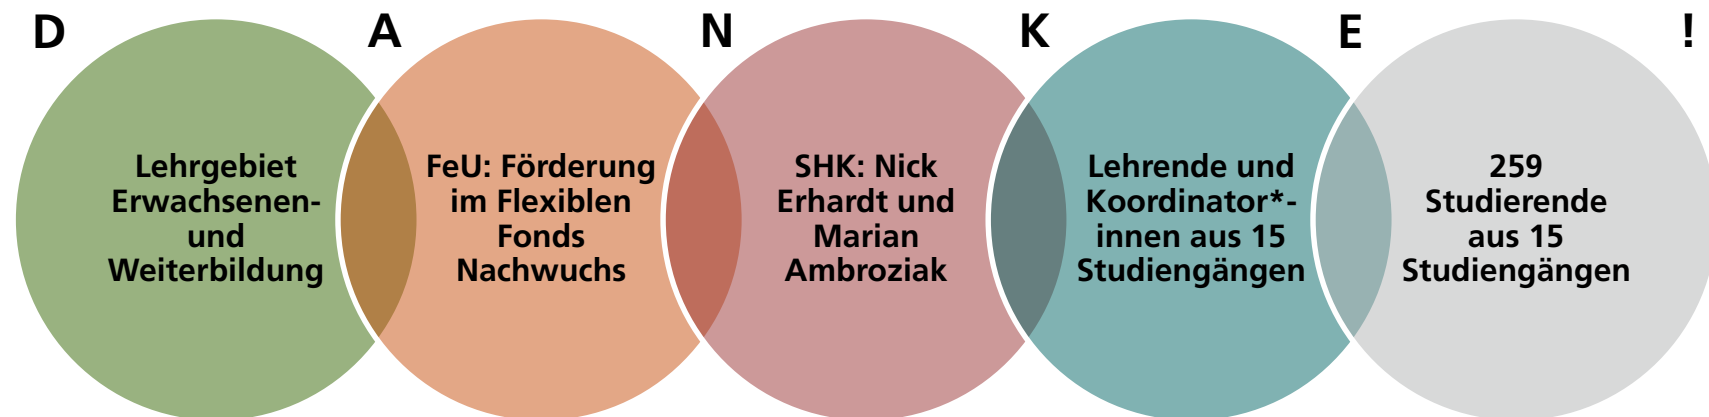 D A N K E !
Lehrgebiet
Erwachsenen-
und
Weiterbildung
FeU: Förderung
im Flexiblen
Fonds
Nachwuchs
SHK: Nick
Erhardt und
Marian
Ambroziak
Lehrende und
Koordinator*-
innen aus 15
Studiengängen
259
Studierende
aus 15
Studiengängen